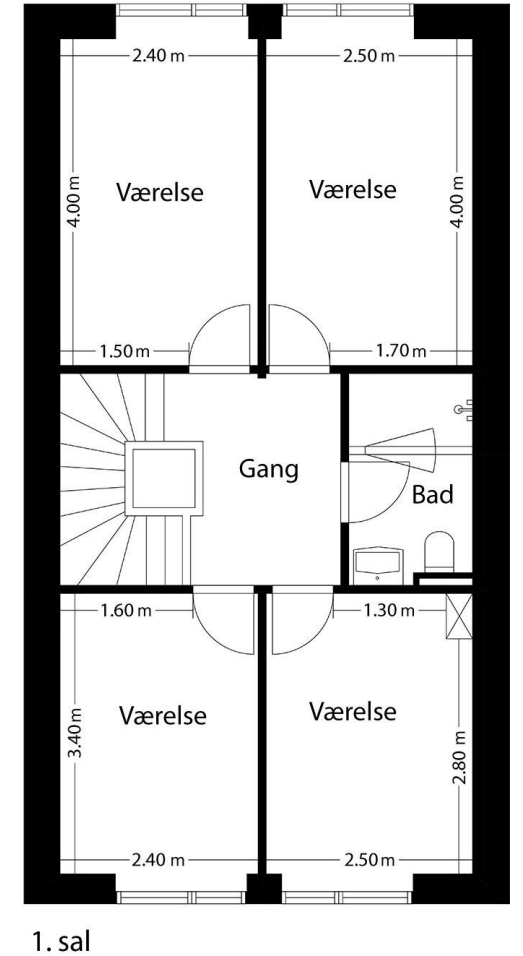 2.40 m
2.50 m
4.00 m
Værelse
Værelse
4.00 m
1.50 m
1.70 m
Gang
Bad
1.60 m
1.30 m
3.40 m
Værelse
Værelse
2.80 m
2.40 m
2.50 m
1. sal